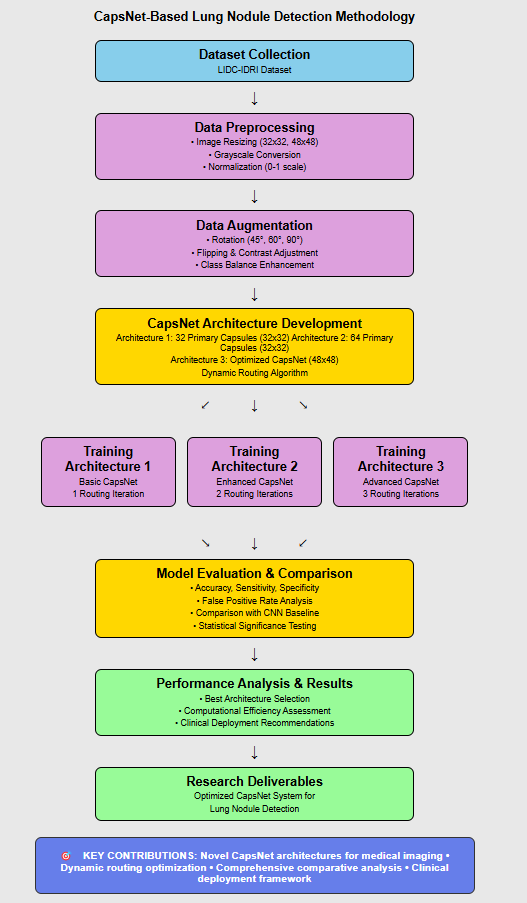 CapsNet-Based Lung Nodule Detection Methodology
Dataset Collection
LIDC-IDRI Dataset
↓
Data Preprocessing
• Image Resizing (32x32, 48x48)
• Grayscale Conversion
• Normalization (0-1 scale)
↓
Data Augmentation
• Rotation (45°, 60°, 90°)
• Flipping & Contrast Adjustment
• Class Balance Enhancement
↓
CapsNet Architecture Development
Architecture 1: 32 Primary Capsules (32x32) Architecture 2: 64 Primary
Capsules (32x32)
Architecture 3: Optimized CapsNet (48x48)
Dynamic Routing Algorithm
↙ ↓ ↘
Training
Architecture 1
Basic CapsNet
1 Routing Iteration
Training
Architecture 2
Enhanced CapsNet
2 Routing Iterations
Training
Architecture 3
Advanced CapsNet
3 Routing Iterations
↘ ↓ ↙
Model Evaluation & Comparison
• Accuracy, Sensitivity, Specificity
• False Positive Rate Analysis
• Comparison with CNN Baseline
• Statistical Significance Testing
↓
Performance Analysis & Results
• Best Architecture Selection
• Computational Efficiency Assessment
• Clinical Deployment Recommendations
↓
Research Deliverables
Optimized CapsNet System for
Lung Nodule Detection
🎯 KEY CONTRIBUTIONS: Novel CapsNet architectures for medical imaging •
Dynamic routing optimization • Comprehensive comparative analysis • Clinical
deployment framework